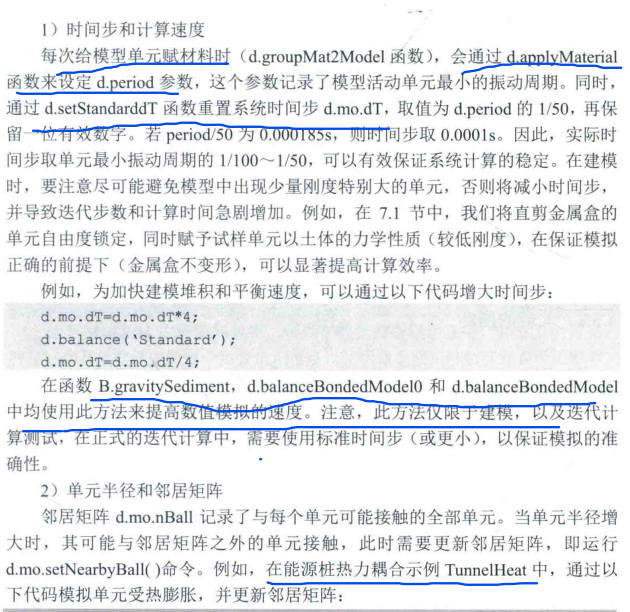 1）时间步和计算速度
每次给模型单元赋材料时（d.groupMat2Model 函数），会通过 d.applyMaterial
函数来设定 d.period 参数，这个参数记录了模型活动单元最小的振动周期。同时，
通过 d.setStandarddT 函数重置系统时间步 d.mo.dT，取值为 d.period 的 1/50，再保
留一位有效数字。若 period/50 为 0.000185s，则时间步取 0.0001s。因此，实际时
间步取单元最小振动周期的 1/100～1/50，可以有效保证系统计算的稳定。在建模
时，要注意尽可能避免模型中出现少量刚度特别大的单元，否则将减小时间步，
并导致迭代步数和计算时间急剧增加。例如，在 7.1 节中，我们将直剪金属盒的
单元自由度锁定，同时赋予试样单元以土体的力学性质（较低刚度），在保证模拟
正确的前提下（金属盒不变形），可以显著提高计算效率。
例如，为加快建模堆积和平衡速度，可以通过以下代码增大时间步：
d.mo.dT=d.mo.dT*4;
d.balance(‘Standard’);
d.mo.dT=d.mo.dT/4;
在函数 B.gravitySediment，d.balanceBondedModel0 和 d.balanceBondedModel
中均使用此方法来提高数值模拟的速度。注意，此方法仅限于建模，以及迭代计
算测试，在正式的迭代计算中，需要使用标准时间步（或更小），以保证模拟的准
确性。
2）单元半径和邻居矩阵
邻居矩阵 d.mo.nBall 记录了与每个单元可能接触的全部单元。当单元半径增
大时，其可能与邻居矩阵之外的单元接触，此时需要更新邻居矩阵，即运行
d.mo.setNearbyBall( )命令。例如，在能源桩热力耦合示例 TunnelHeat 中，通过以
下代码模拟单元受热膨胀，并更新邻居矩阵：